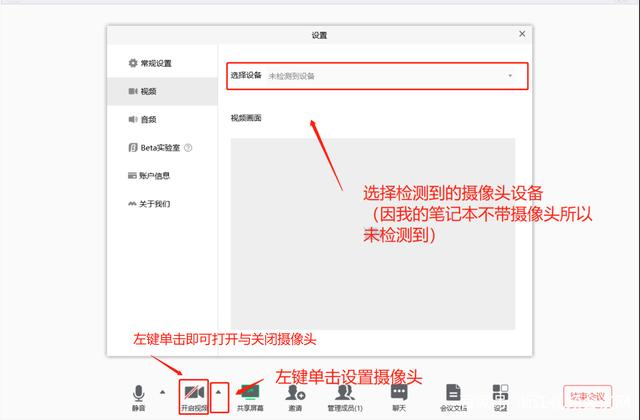 设置
常规设置
选择设备 未检测到设备
视频
视频画面
音频
Beta实验室
账户信息
关于我们
选择检测到的摄像头设备
（因我的笔记本不带摄像头所以
未检测到）
左键单击即可打开与关闭摄像头
左键单击设置摄像头
静音
开启视频
共享屏幕
邀请
管理成员(1)
聊天
会议文档
设置
结束会议